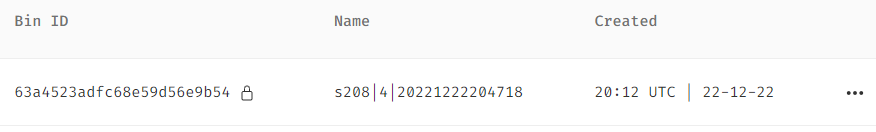 Bin ID Name Created
63a4523adfc68e59d56e9b54 s208|4|20221222204718 20:12 UTC | 22-12-22